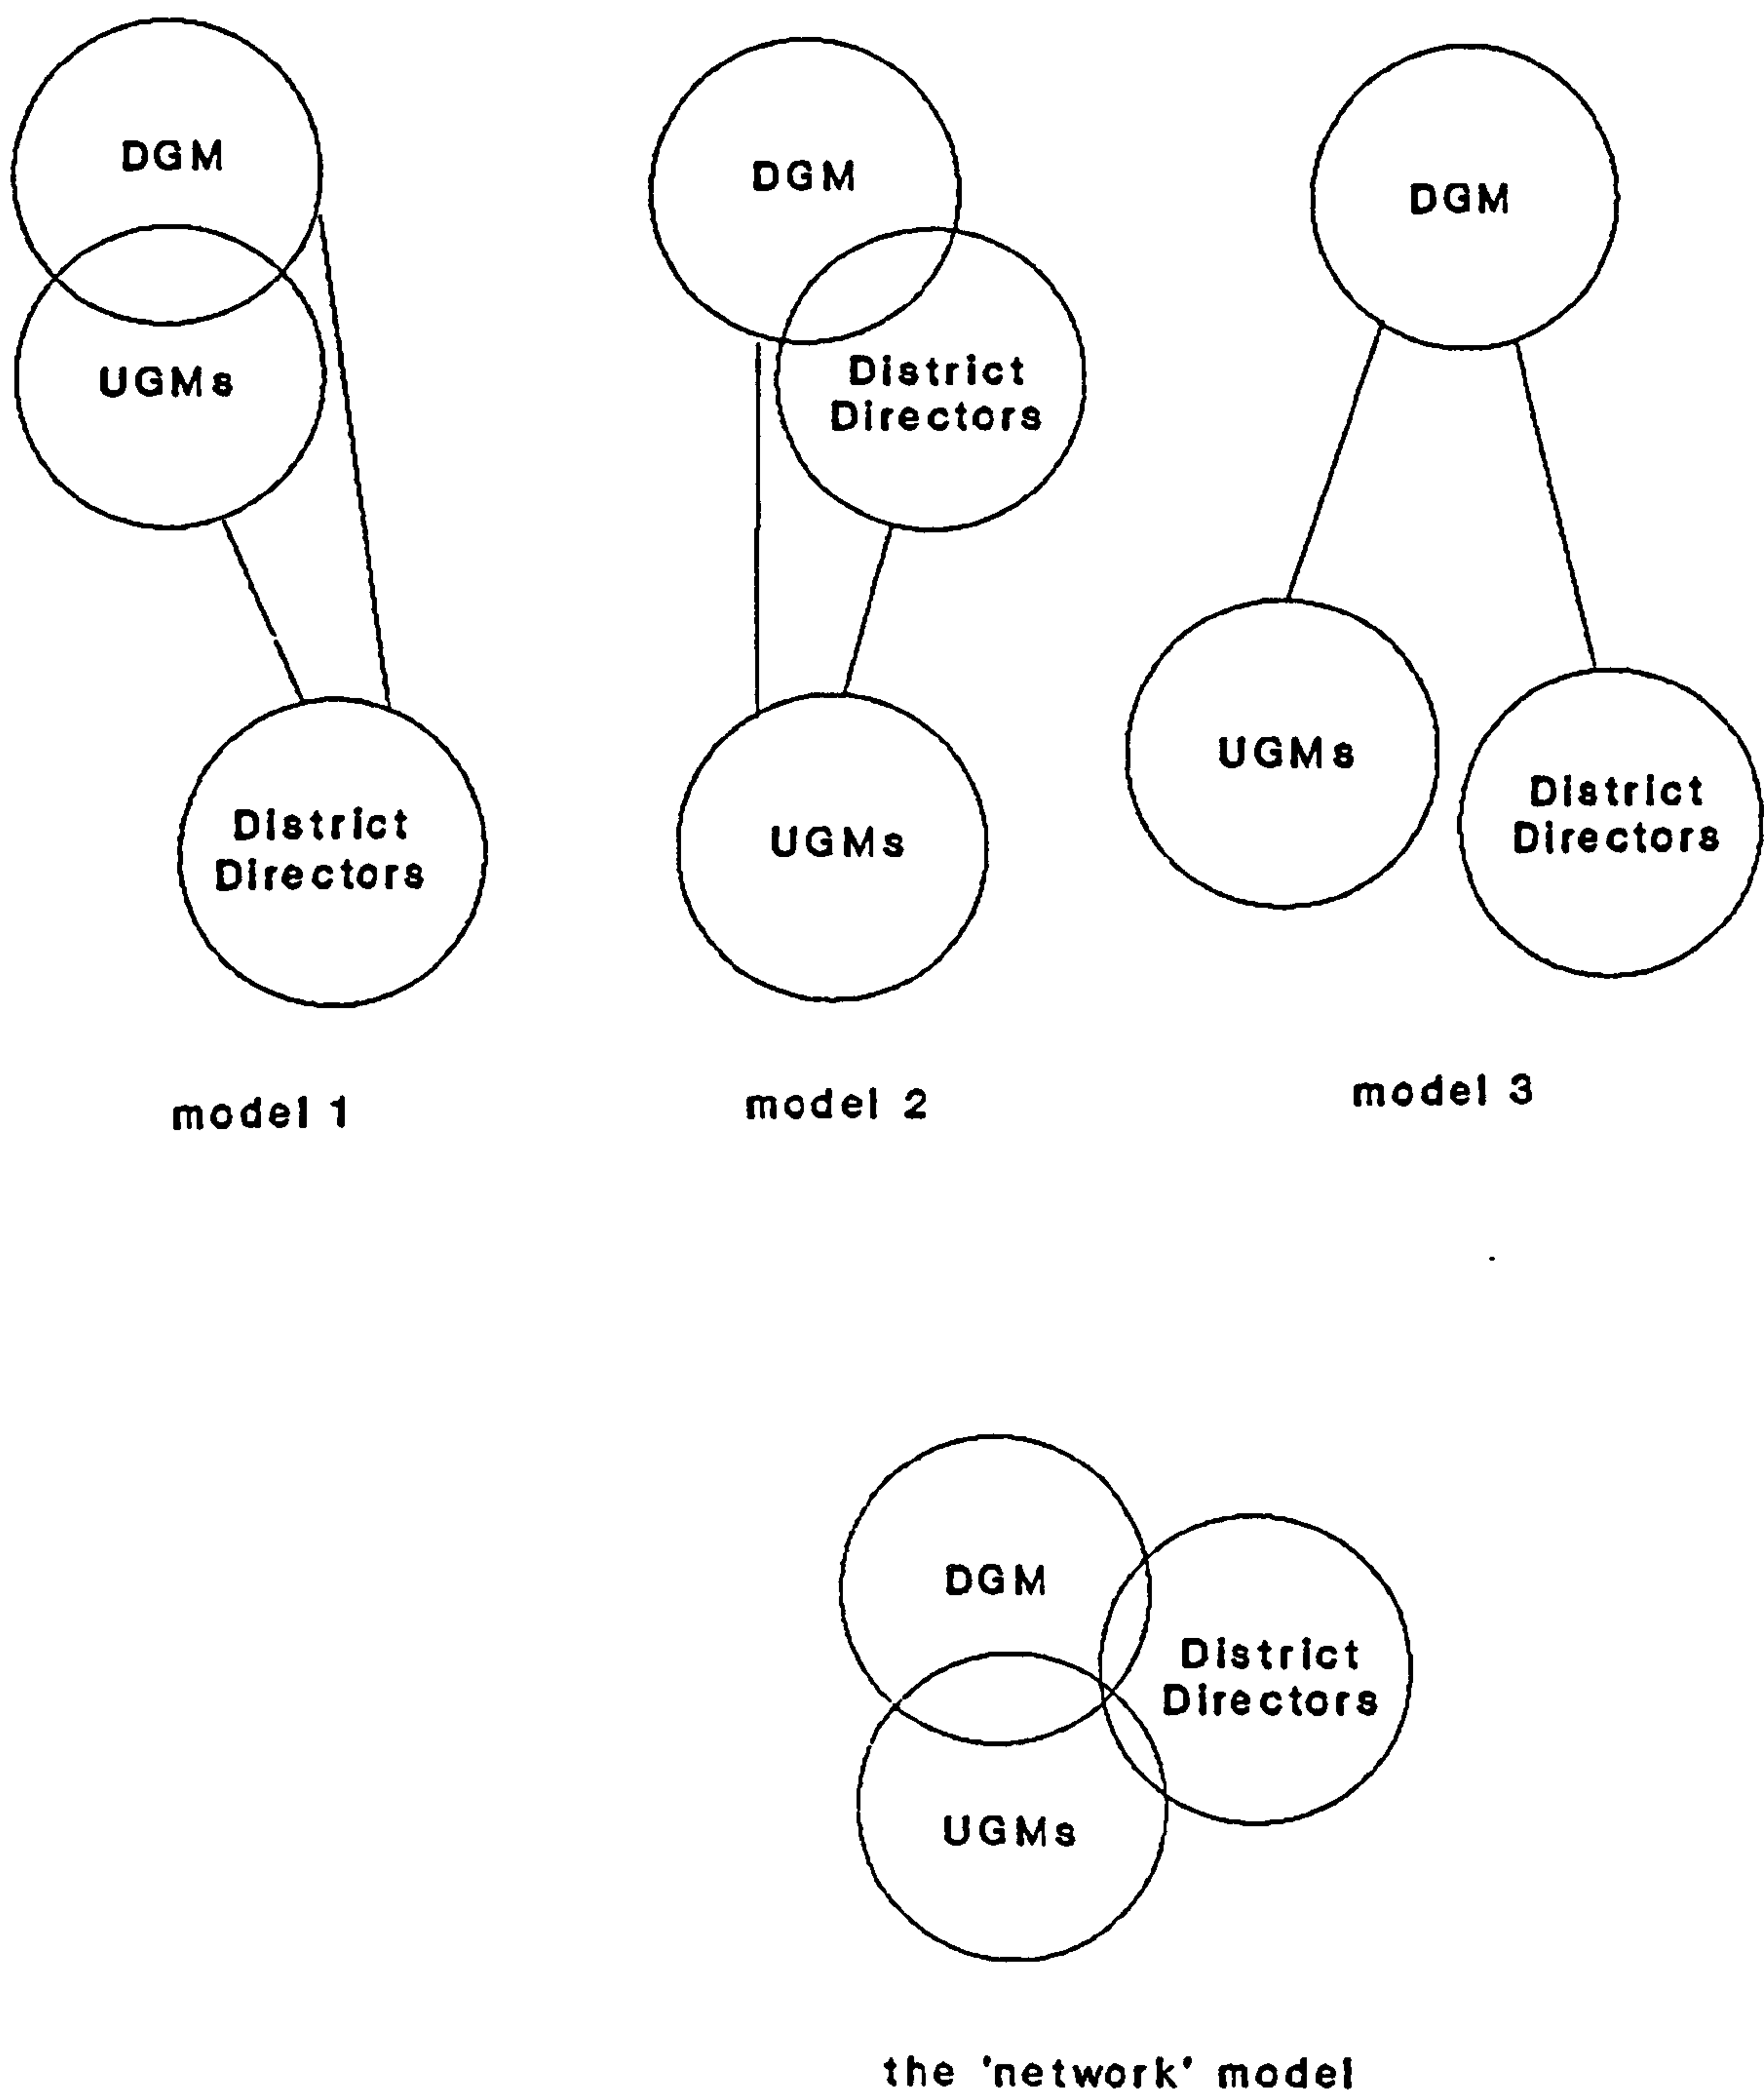 DGM
UGMs
District
Directors
model 1
DGM
District
Directors
UGMs
model 2
DGM
UGMs
District
Directors
model 3
DGM
District
Directors
UGMs
the 'network' model